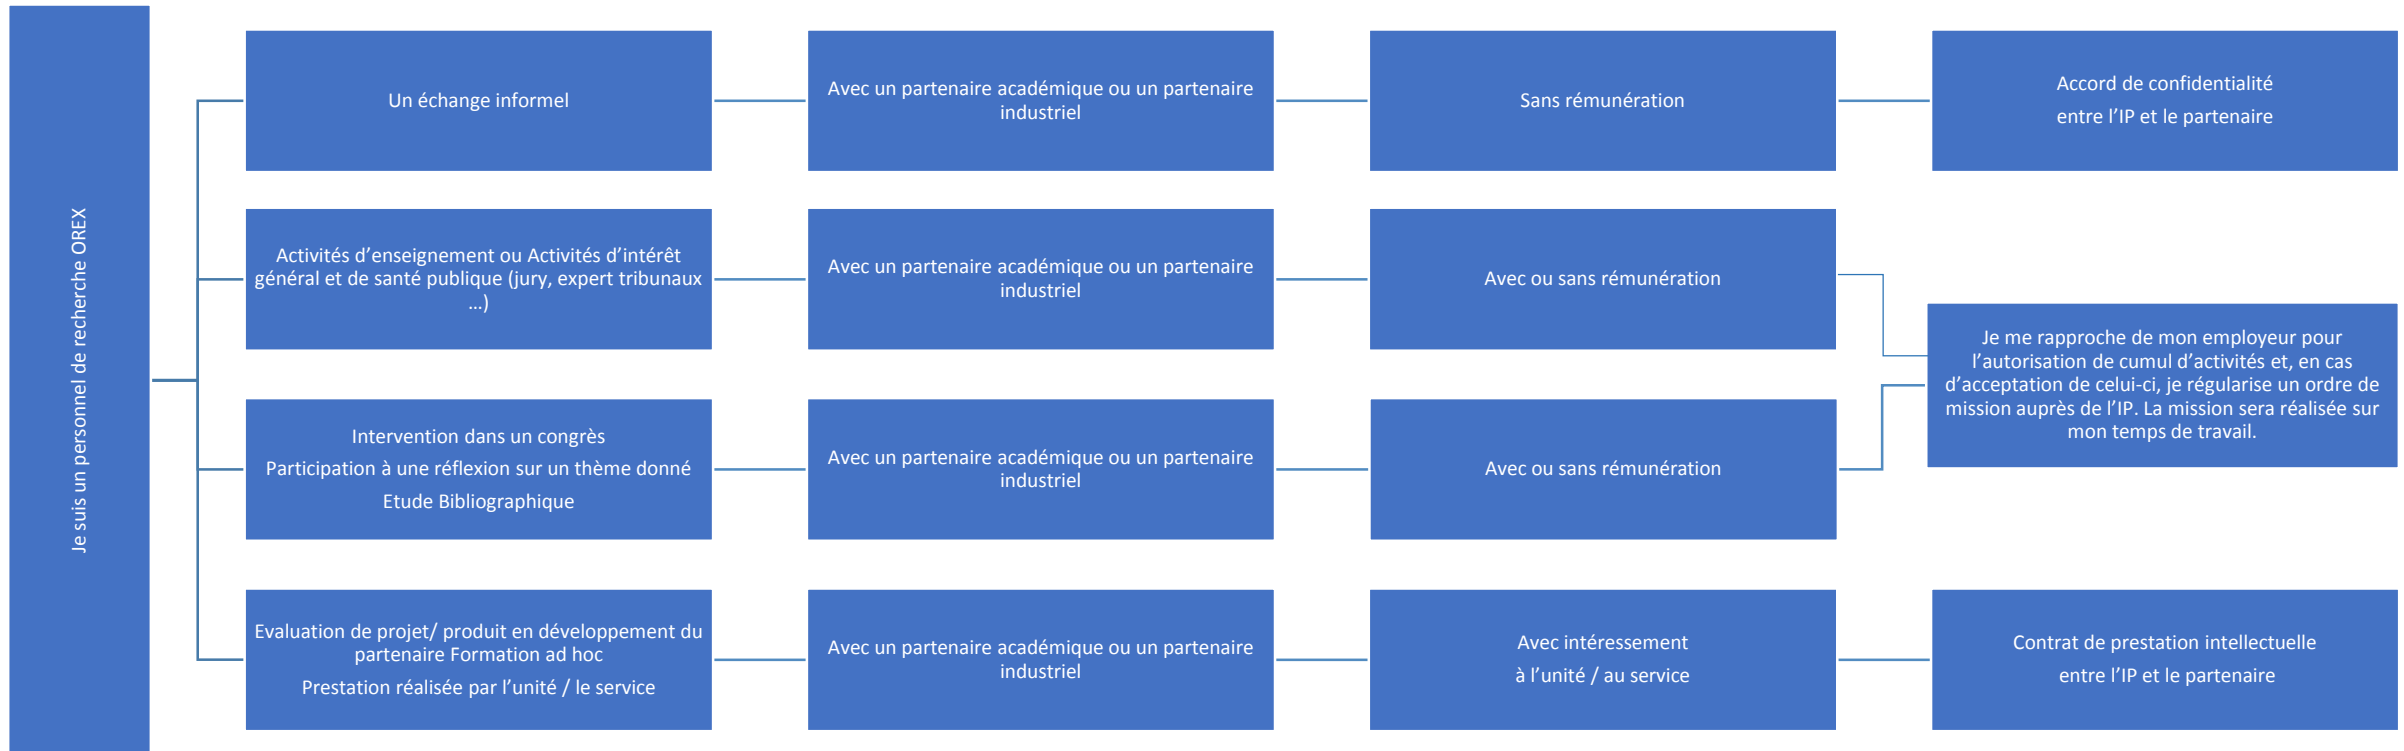 Je suis un personnel de recherche OREX
Un échange informel
Avec un partenaire académique ou un partenaire
industriel
Sans rémunération
Accord de confidentialité
entre l’IP et le partenaire
Activités d’enseignement ou Activités d’intérêt
général et de santé publique (jury, expert tribunaux
…)
Avec un partenaire académique ou un partenaire
industriel
Avec ou sans rémunération
Je me rapproche de mon employeur pour
l’autorisation de cumul d’activités et, en cas
d’acceptation de celui-ci, je régularise un ordre de
mission auprès de l’IP. La mission sera réalisée sur
mon temps de travail.
Intervention dans un congrès
Participation à une réflexion sur un thème donné
Etude Bibliographique
Avec un partenaire académique ou un partenaire
industriel
Avec ou sans rémunération
Evaluation de projet/ produit en développement du
partenaire Formation ad hoc
Prestation réalisée par l’unité / le service
Avec un partenaire académique ou un partenaire
industriel
Avec intéressement
à l’unité / au service
Contrat de prestation intellectuelle
entre l’IP et le partenaire